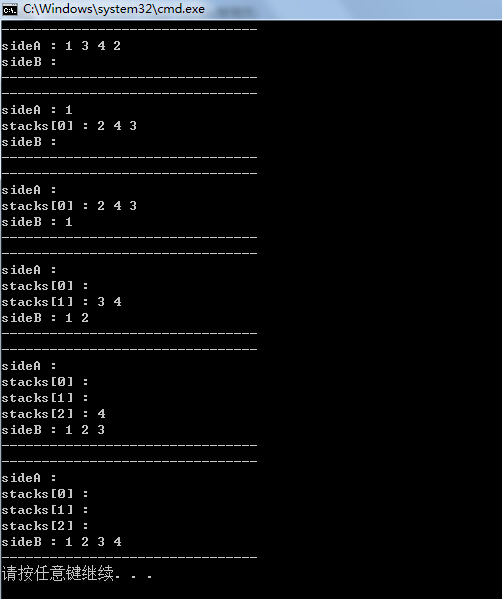 C:\Windows\system32\cmd.exe
--------------------------------
sideA : 1 3 4 2
sideB :
--------------------------------
--------------------------------
sideA : 1
stacks[0] : 2 4 3
sideB :
--------------------------------
--------------------------------
sideA :
stacks[0] : 2 4 3
sideB : 1
--------------------------------
--------------------------------
sideA :
stacks[0] :
stacks[1] : 3 4
sideB : 1 2
--------------------------------
--------------------------------
sideA :
stacks[0] :
stacks[1] :
stacks[2] : 4
sideB : 1 2 3
--------------------------------
--------------------------------
sideA :
stacks[0] :
stacks[1] :
stacks[2] :
sideB : 1 2 3 4
--------------------------------
请按任意键继续. . .